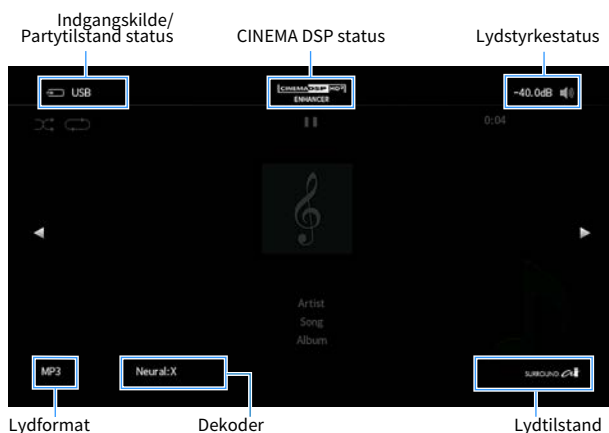 Indgangskilde/
Partytilstand status
CINEMA DSP status
Lydstyrkestatus
USB
CINEMA DSP HD³
ENHANCER
-40.0dB
0:04
Artist
Song
Album
MP3
Neural:X
SURROUND AI
Lydformat
Dekoder
Lydtilstand